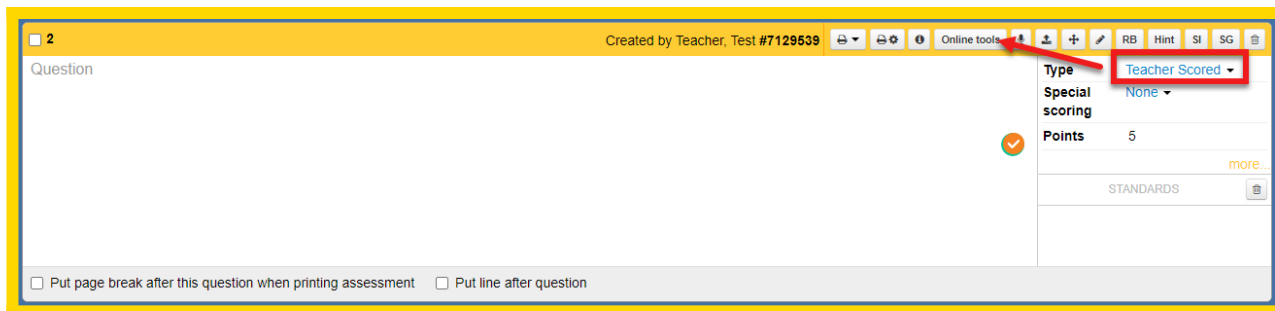 2 Created by Teacher, Test #7129539 Online tools RB Hint SI SG
Question
Type Teacher Scored
Special scoring None
Points 5
more...
STANDARDS
Put page break after this question when printing assessment Put line after question